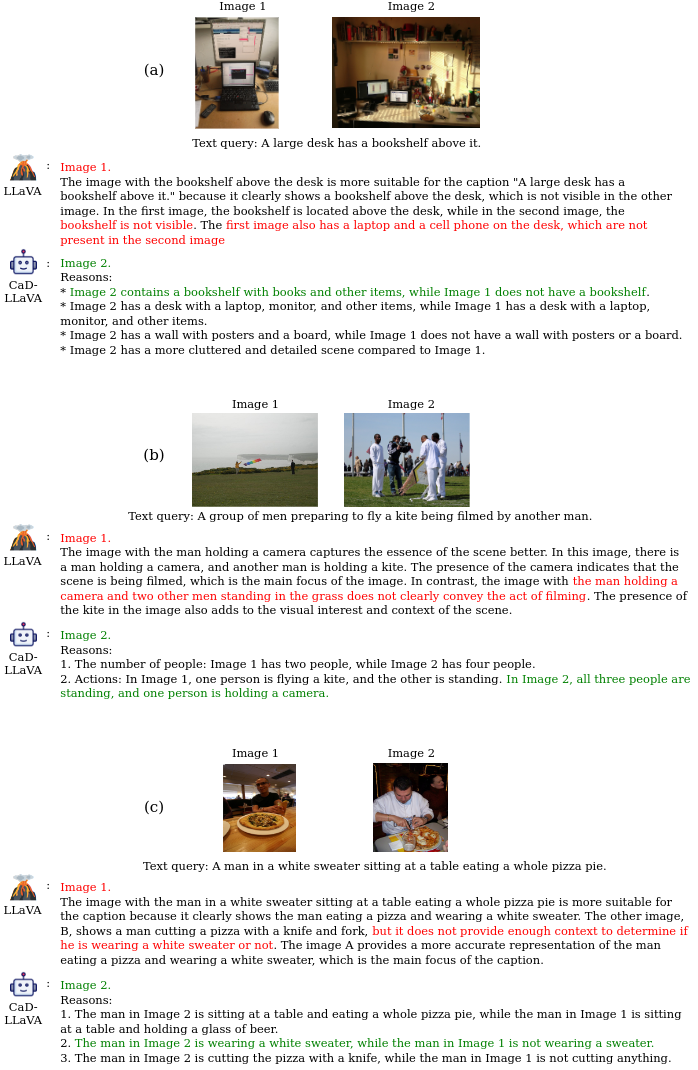 Image 1
Image 2
(a)
Text query: A large desk has a bookshelf above it.
LLaVA
: Image 1.
The image with the bookshelf above the desk is more suitable for the caption "A large desk has a
bookshelf above it." because it clearly shows a bookshelf above the desk, which is not visible in the other
image. In the first image, the bookshelf is located above the desk, while in the second image, the
bookshelf is not visible. The first image also has a laptop and a cell phone on the desk, which are not
present in the second image
CaD-
LLaVA
: Image 2.
Reasons:
* Image 2 contains a bookshelf with books and other items, while Image 1 does not have a bookshelf.
* Image 2 has a desk with a laptop, monitor, and other items, while Image 1 has a desk with a laptop,
monitor, and other items.
* Image 2 has a wall with posters and a board, while Image 1 does not have a wall with posters or a board.
* Image 2 has a more cluttered and detailed scene compared to Image 1.
Image 1
Image 2
(b)
Text query: A group of men preparing to fly a kite being filmed by another man.
LLaVA
: Image 1.
The image with the man holding a camera captures the essence of the scene better. In this image, there is
a man holding a camera, and another man is holding a kite. The presence of the camera indicates that the
scene is being filmed, which is the main focus of the image. In contrast, the image with the man holding a
camera and two other men standing in the grass does not clearly convey the act of filming. The presence of
the kite in the image also adds to the visual interest and context of the scene.
CaD-
LLaVA
: Image 2.
Reasons:
1. The number of people: Image 1 has two people, while Image 2 has four people.
2. Actions: In Image 1, one person is flying a kite, and the other is standing. In Image 2, all three people are
standing, and one person is holding a camera.
Image 1
Image 2
(c)
Text query: A man in a white sweater sitting at a table eating a whole pizza pie.
LLaVA
: Image 1.
The image with the man in a white sweater sitting at a table eating a whole pizza pie is more suitable for
the caption because it clearly shows the man eating a pizza and wearing a white sweater. The other image,
B, shows a man cutting a pizza with a knife and fork, but it does not provide enough context to determine if
he is wearing a white sweater or not. The image A provides a more accurate representation of the man
eating a pizza and wearing a white sweater, which is the main focus of the caption.
CaD-
LLaVA
: Image 2.
Reasons:
1. The man in Image 2 is sitting at a table and eating a whole pizza pie, while the man in Image 1 is sitting
at a table and holding a glass of beer.
2. The man in Image 2 is wearing a white sweater, while the man in Image 1 is not wearing a sweater.
3. The man in Image 2 is cutting the pizza with a knife, while the man in Image 1 is not cutting anything.